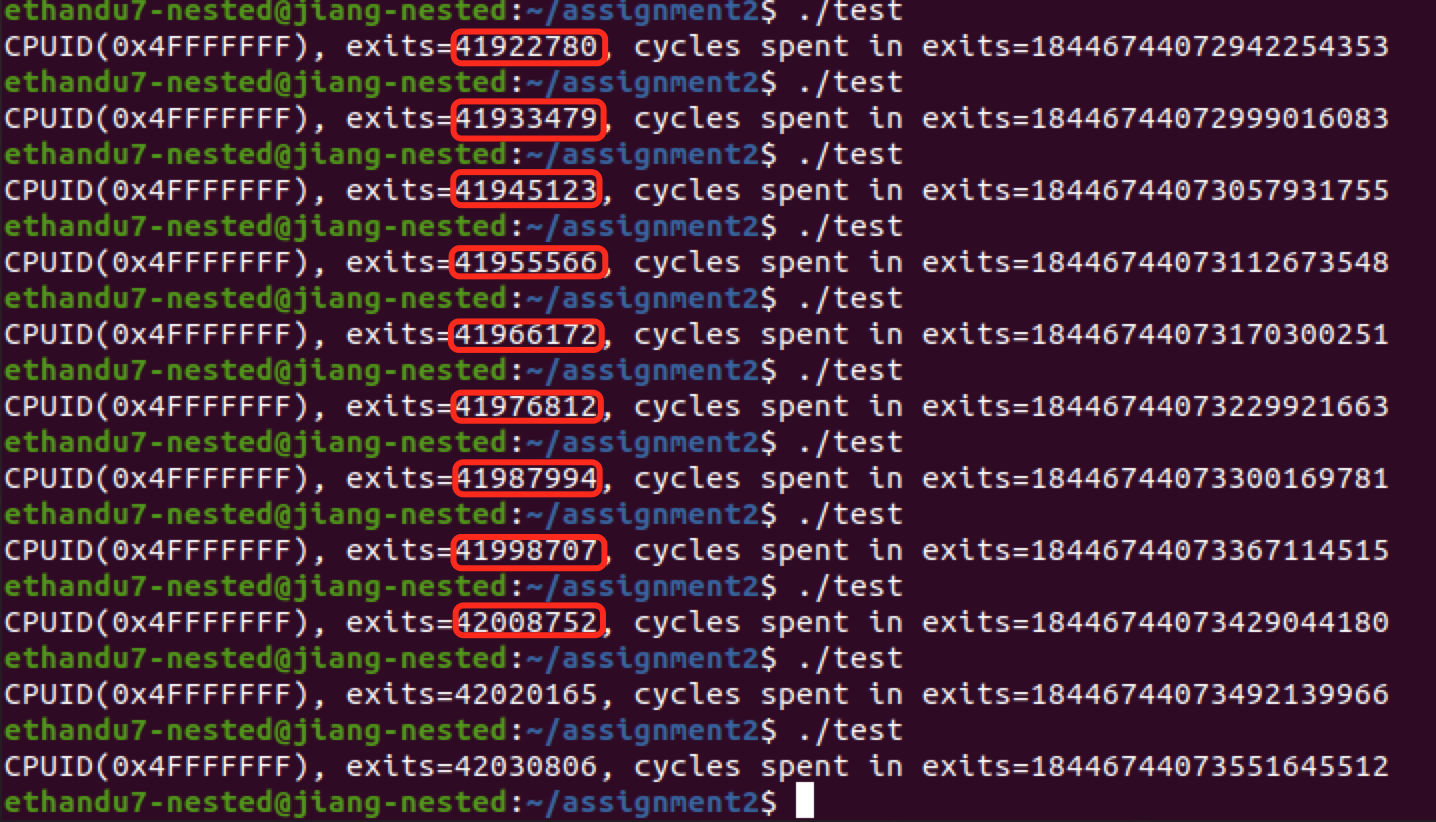 ethandu7-nested@jiang-nested:~/assignment2$ ./test
CPUID(0x4FFFFFFF), exits=41922780, cycles spent in exits=18446744072942254353
ethandu7-nested@jiang-nested:~/assignment2$ ./test
CPUID(0x4FFFFFFF), exits=41933479, cycles spent in exits=18446744072999016083
ethandu7-nested@jiang-nested:~/assignment2$ ./test
CPUID(0x4FFFFFFF), exits=41945123, cycles spent in exits=18446744073057931755
ethandu7-nested@jiang-nested:~/assignment2$ ./test
CPUID(0x4FFFFFFF), exits=41955566, cycles spent in exits=18446744073112673548
ethandu7-nested@jiang-nested:~/assignment2$ ./test
CPUID(0x4FFFFFFF), exits=41966172, cycles spent in exits=18446744073170300251
ethandu7-nested@jiang-nested:~/assignment2$ ./test
CPUID(0x4FFFFFFF), exits=41976812, cycles spent in exits=18446744073229921663
ethandu7-nested@jiang-nested:~/assignment2$ ./test
CPUID(0x4FFFFFFF), exits=41987994, cycles spent in exits=18446744073300169781
ethandu7-nested@jiang-nested:~/assignment2$ ./test
CPUID(0x4FFFFFFF), exits=41998707, cycles spent in exits=18446744073367114515
ethandu7-nested@jiang-nested:~/assignment2$ ./test
CPUID(0x4FFFFFFF), exits=42008752, cycles spent in exits=18446744073429044180
ethandu7-nested@jiang-nested:~/assignment2$ ./test
CPUID(0x4FFFFFFF), exits=42020165, cycles spent in exits=18446744073492139966
ethandu7-nested@jiang-nested:~/assignment2$ ./test
CPUID(0x4FFFFFFF), exits=42030806, cycles spent in exits=18446744073551645512
ethandu7-nested@jiang-nested:~/assignment2$